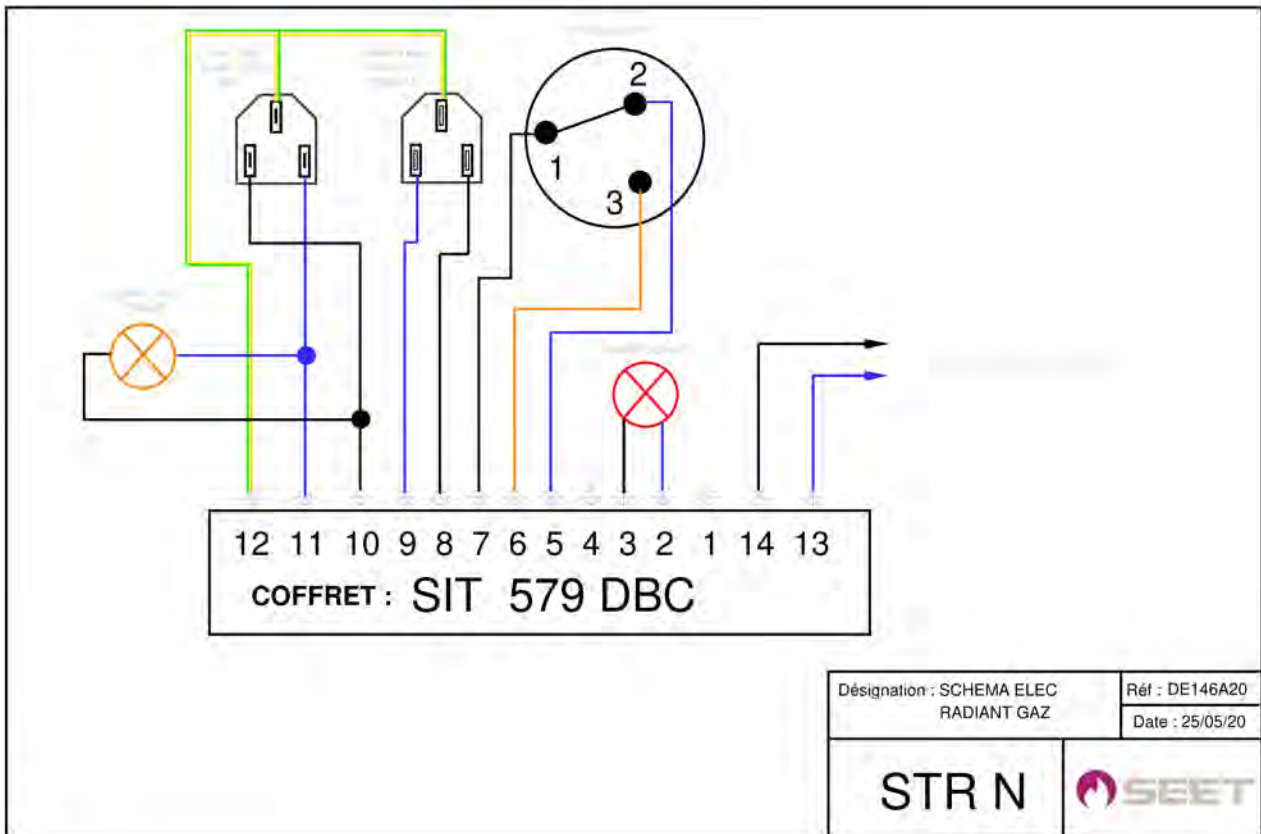 2
1
3
12 11 10 9 8 7 6 5 4 3 2 1 14 13
COFFRET : SIT 579 DBC
Désignation : SCHEMA ELEC
RADIANT GAZ
Réf : DE146A20
Date : 25/05/20
STR N
SEET